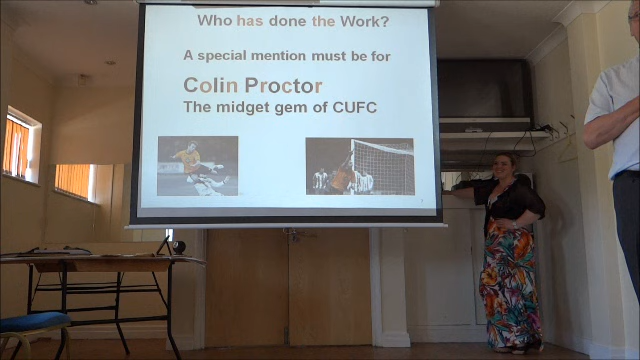 Who has done the Work?
A special mention must be for
Colin Proctor
The midget gem of CUFC